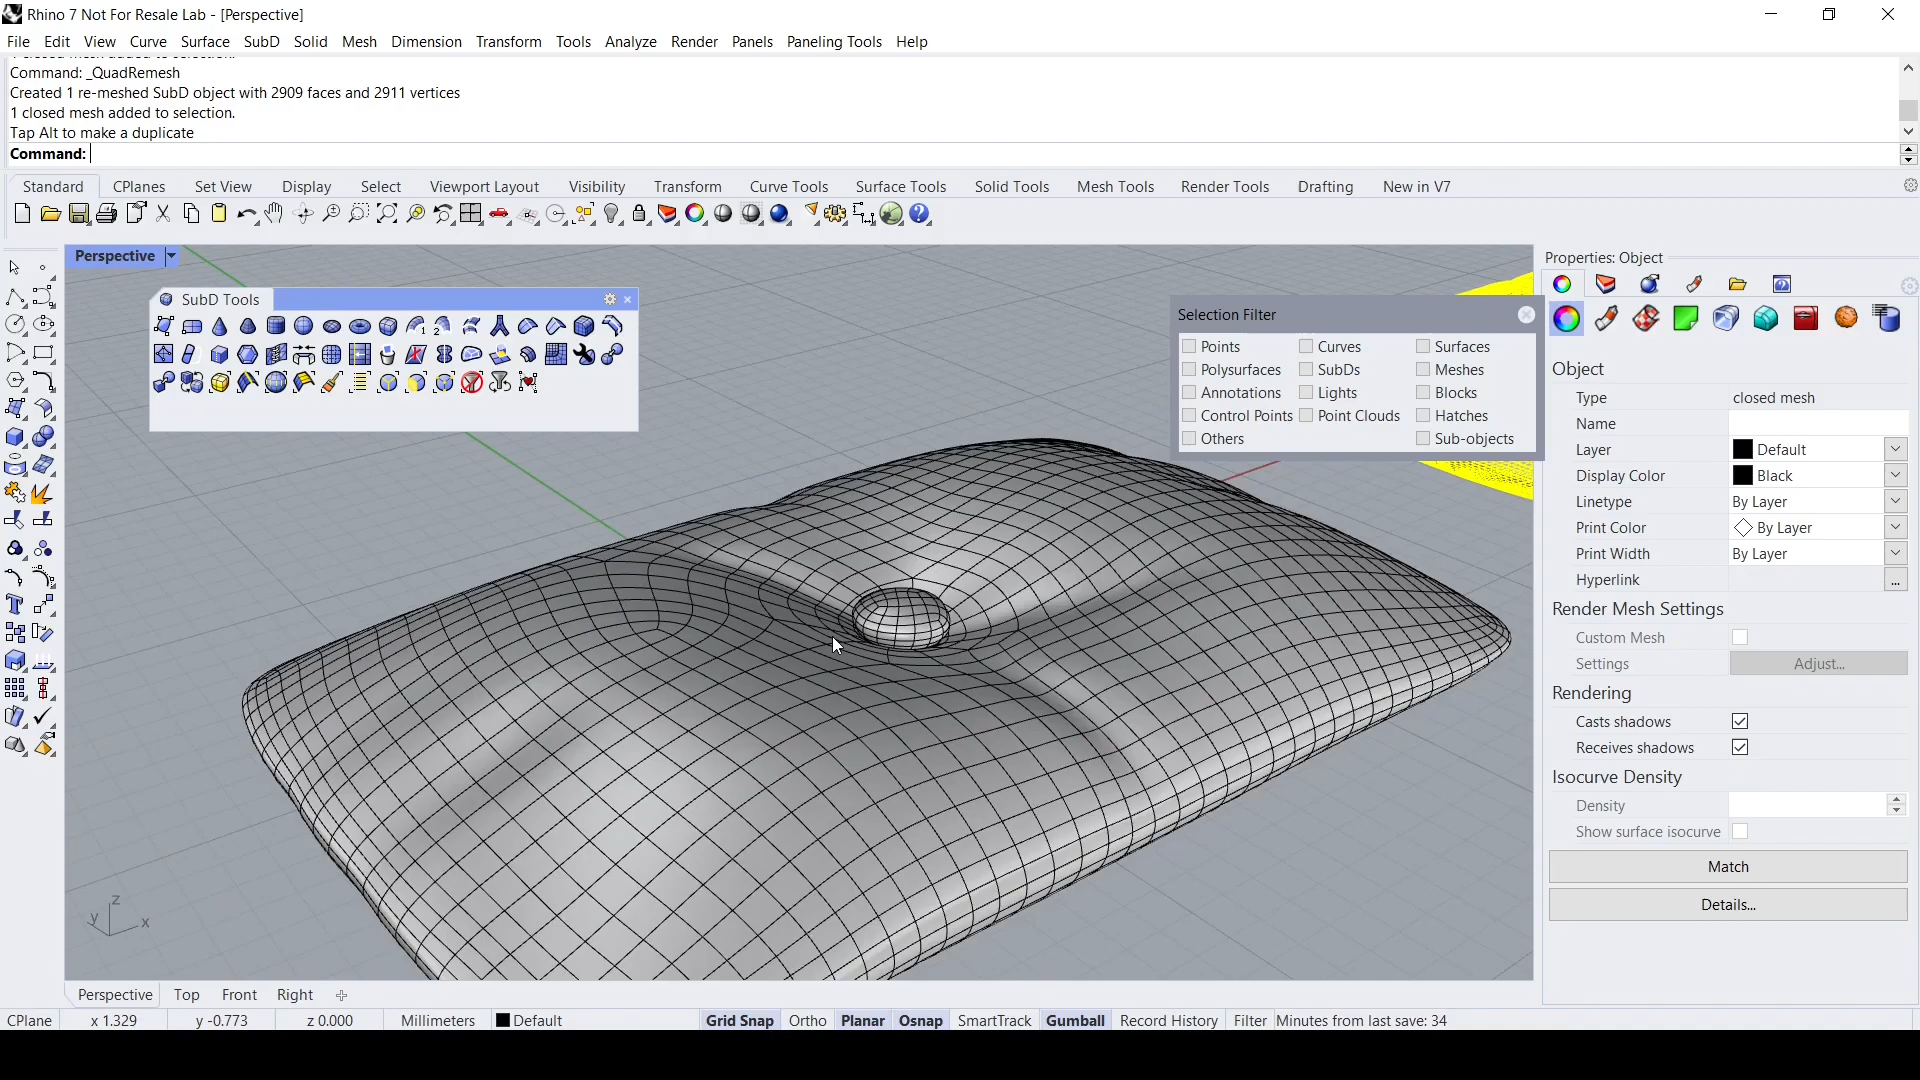 Rhino 7 Not For Resale Lab - [Perspective]
File Edit View Curve Surface SubD Solid Mesh Dimension Transform Tools Analyze Render Panels Paneling Tools Help
Command: _QuadRemesh
Created 1 re-meshed SubD object with 2909 faces and 2911 vertices
1 closed mesh added to selection.
Tap Alt to make a duplicate
Command:
Standard CPlanes Set View Display Select Viewport Layout Visibility Transform Curve Tools Surface Tools Solid Tools Mesh Tools Render Tools Drafting New in V7
Perspective
SubD Tools
Selection Filter
Points Curves Surfaces
Polysurfaces SubDs Meshes
Annotations Lights Blocks
Control Points Point Clouds Hatches
Others Sub-objects
z
y x
Properties: Object
Object
Type closed mesh
Name
Layer Default
Display Color Black
Linetype By Layer
Print Color By Layer
Print Width By Layer
Hyperlink ...
Render Mesh Settings
Custom Mesh
Settings Adjust...
Rendering
Casts shadows
Receives shadows
Isocurve Density
Density
Show surface isocurve
Match
Details...
Perspective Top Front Right
CPlane x 1.329 y -0.773 z 0.000 Millimeters Default Grid Snap Ortho Planar Osnap SmartTrack Gumball Record History Filter Minutes from last save: 34